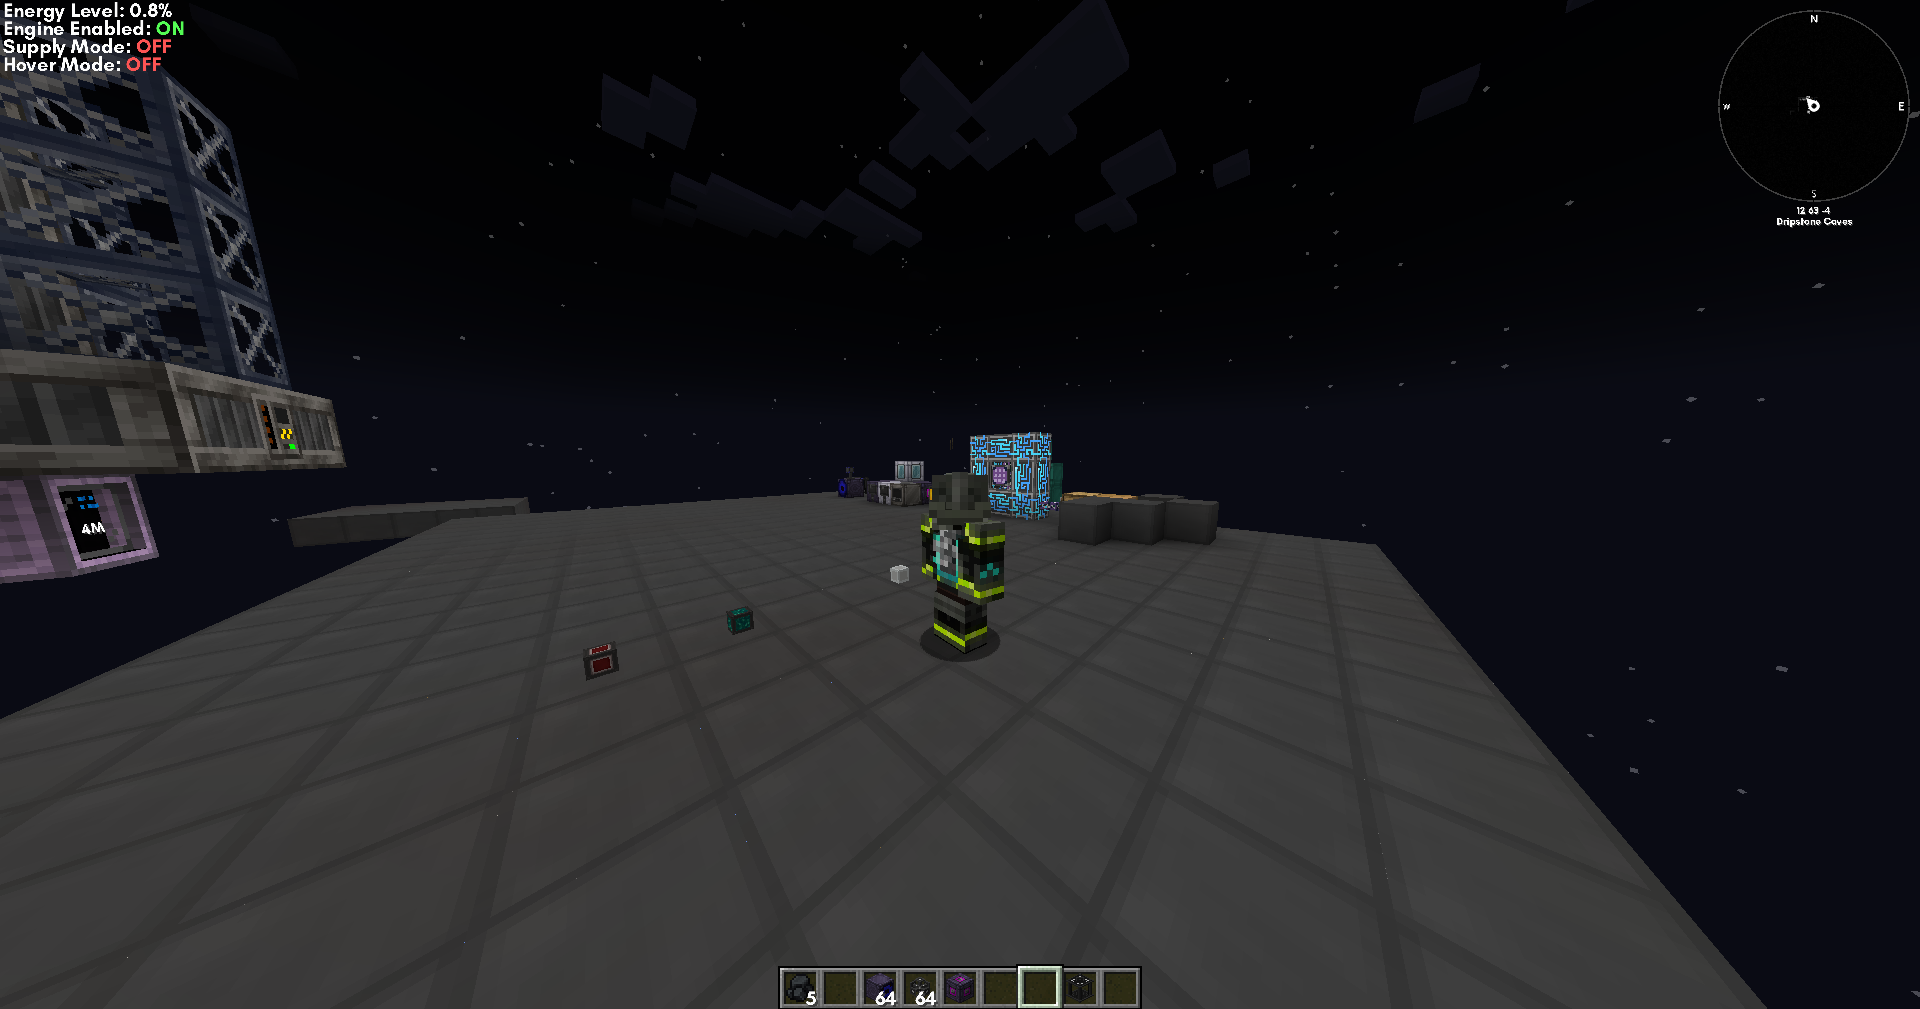 Energy Level: 0.8%
Engine Enabled: ON
Supply Mode: OFF
Hover Mode: OFF
N
W
E
S
12 63 -4
Dripstone Caves
4M
5
64
64